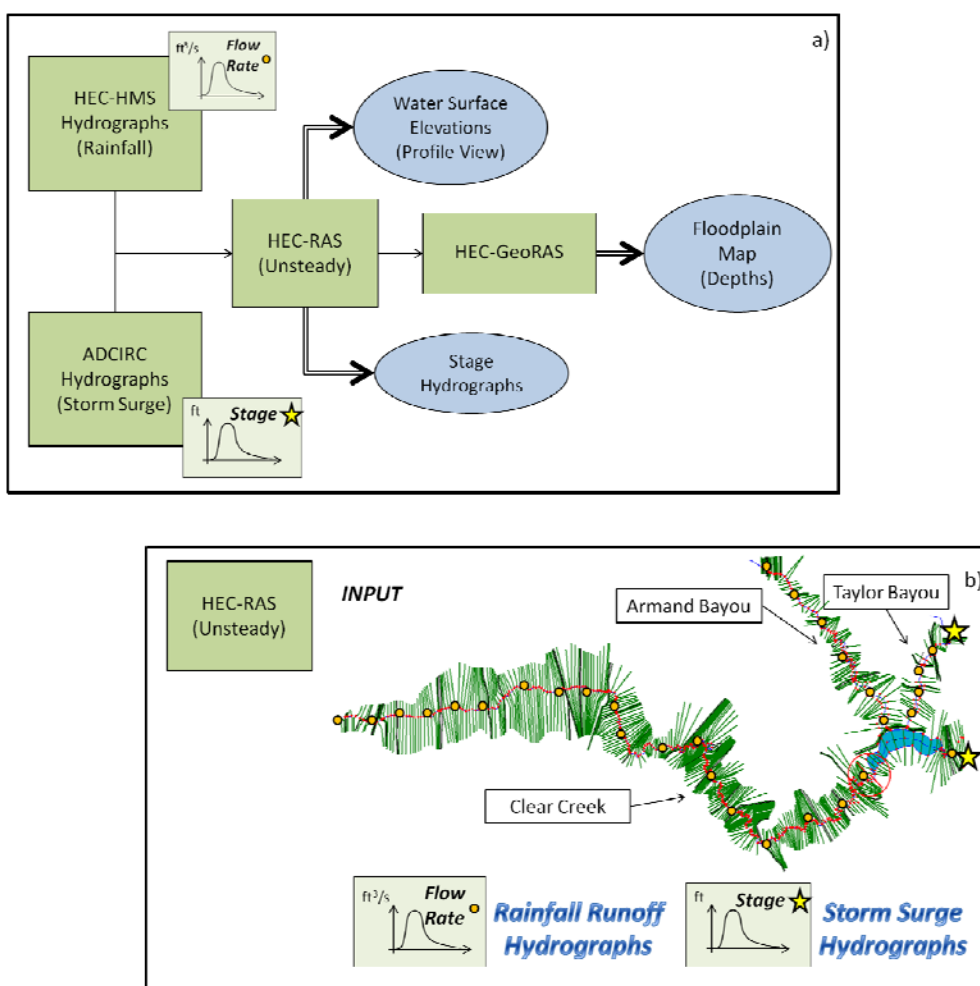 a)
ft³/s
Flow
Rate
HEC-HMS
Hydrographs
(Rainfall)
Water Surface
Elevations
(Profile View)
HEC-RAS
(Unsteady)
HEC-GeoRAS
Floodplain
Map
(Depths)
ADCIRC
Hydrographs
(Storm Surge)
ft
Stage
Stage
Hydrographs
b)
HEC-RAS
(Unsteady)
INPUT
Armand Bayou
Taylor Bayou
Clear Creek
ft³/s
Flow
Rate
Rainfall Runoff
Hydrographs
ft
Stage
Storm Surge
Hydrographs